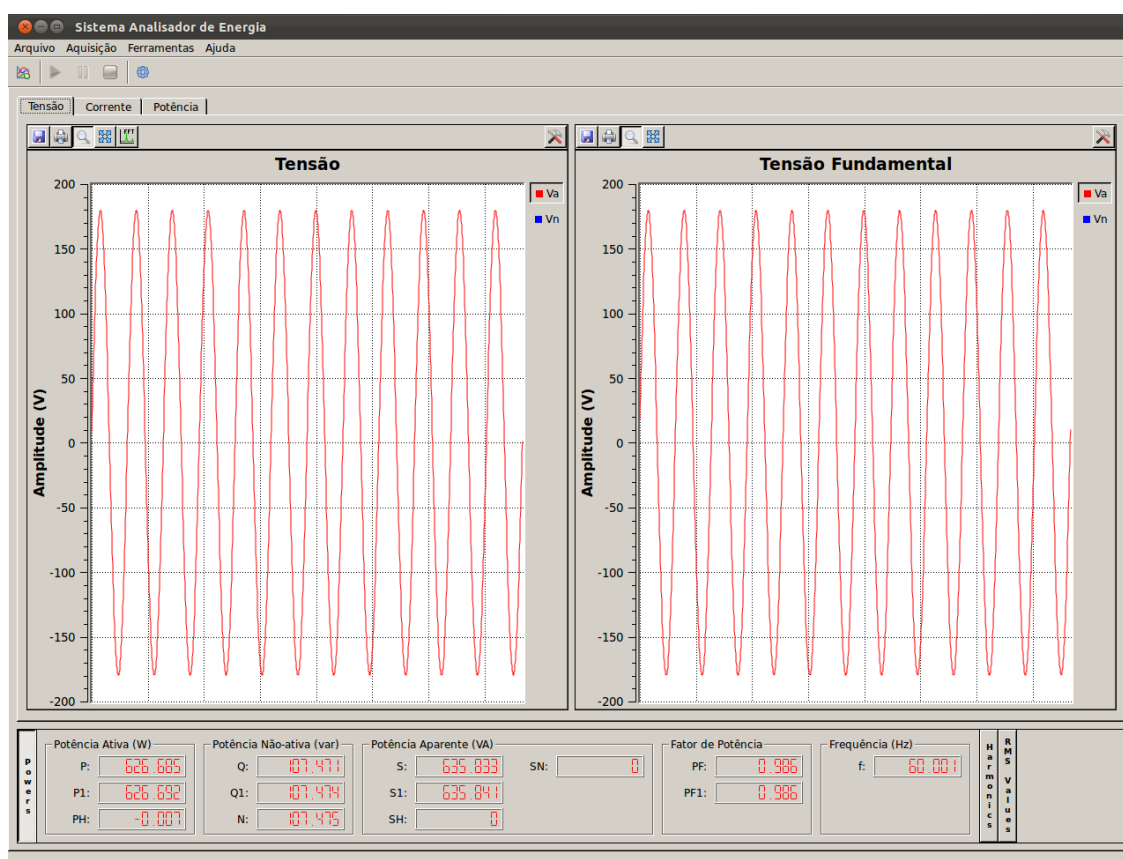 Sistema Analisador de Energia
Arquivo Aquisição Ferramentas Ajuda
Tensão Corrente Potência
FFT
Tensão
200
150
100
50
0
-50
-100
-150
-200
Amplitude (V)
Va
Vn
Tensão Fundamental
200
150
100
50
0
-50
-100
-150
-200
Amplitude (V)
Va
Vn
Powers
Potência Ativa (W)
P: 626.685
P1: 626.692
PH: -0.007
Potência Não-ativa (var)
Q: 107.471
Q1: 107.474
N: 107.475
Potência Aparente (VA)
S: 635.833 SN: 0
S1: 635.841
SH: 0
Fator de Potência
PF: 0.986
PF1: 0.986
Frequência (Hz)
f: 60.001
Harmonics
RMS Values